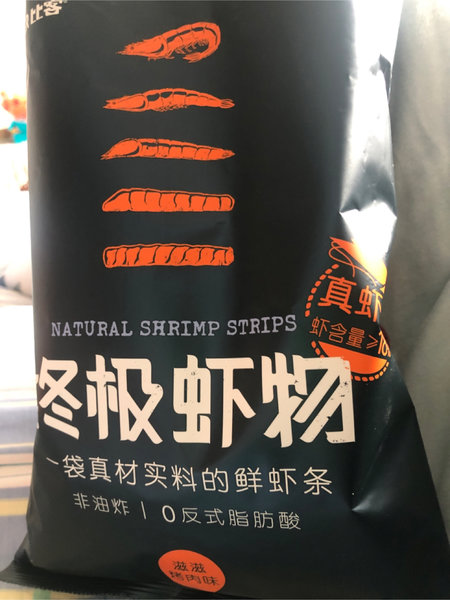 比客
真虾
虾含量≥
NATURAL SHRIMP STRIPS
终极虾物
一袋真材实料的鲜虾条
非油炸 | 0反式脂肪酸
滋滋
烤肉味